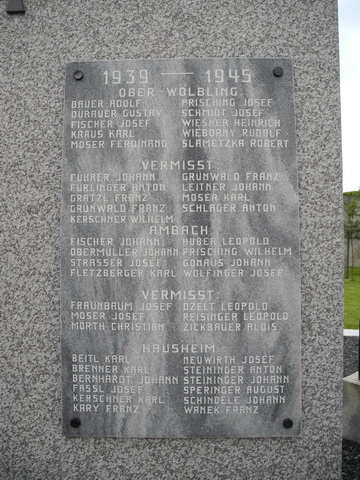 1939 — 1945
OBER WÖLBLING
BAUER ADOLF PRISCHING JOSEF
DURAUER GUSTAV SCHMIDT JOSEF
FISCHER JOSEF WIESNER HEINRICH
KRAUS KARL WIEBORNY RUDOLF
MOSER FERDINAND SLAMETZKA ROBERT
VERMISST:
FÜHRER JOHANN GRÜNWALD FRANZ
FÜRLINGER ANTON LEITNER JOHANN
GRATZL FRANZ MOSER KARL
GRÜNWALD FRANZ SCHLAGER ANTON
KERSCHNER WILHELM
AMBACH:
FISCHER JOHANN HUBER LEOPOLD
OBERMÜLLER JOHANN PRISCHING WILHELM
STRASSER JOSEF GONAUS JOHANN
FLETZBERGER KARL WOLFINGER JOSEF
VERMISST:
FRAUNBAUM JOSEF OZELT LEOPOLD
MOSER JOSEF REISINGER LEOPOLD
MORTH CHRISTIAN ZICKBAUER ALOIS
HAUSHEIM:
BEITL KARL NEUWIRTH JOSEF
BRENNER KARL STEININGER ANTON
BERNHARDT JOHANN STEININGER JOHANN
FASSL JOSEF SPERINGER AUGUST
KERSCHNER KARL SCHINDELE JOHANN
KARY FRANZ WANEK FRANZ